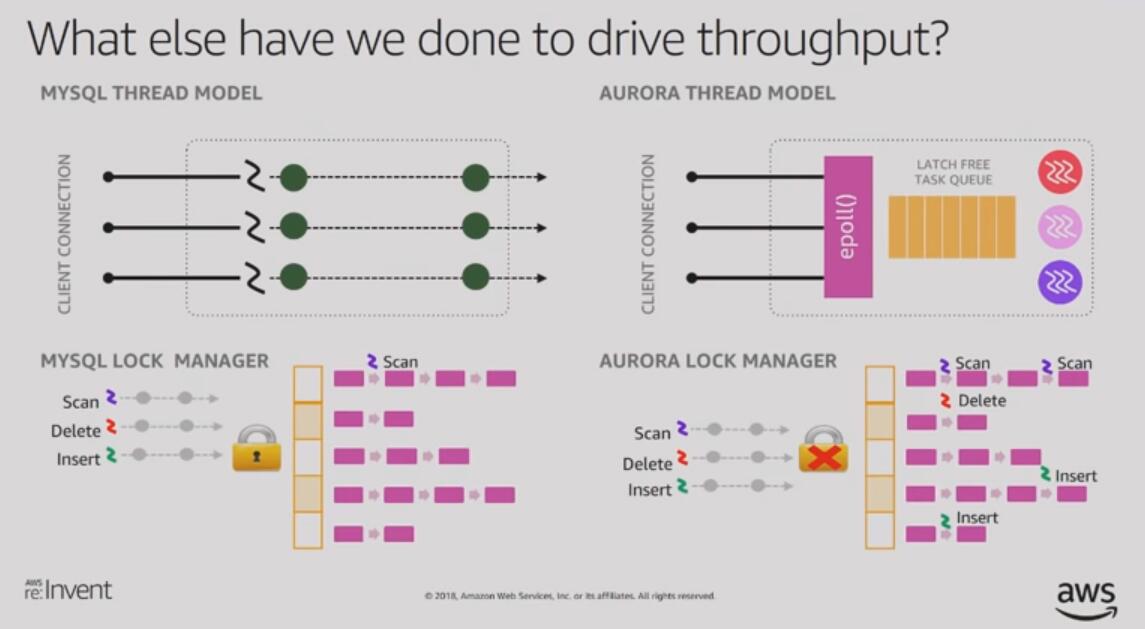 What else have we done to drive throughput?
MYSQL THREAD MODEL
CLIENT CONNECTION
AURORA THREAD MODEL
CLIENT CONNECTION
epoll()
LATCH FREE
TASK QUEUE
MYSQL LOCK MANAGER
Scan
Delete
Insert
Scan
AURORA LOCK MANAGER
Scan
Delete
Insert
Scan
Scan
Delete
Insert
Insert
AWS
re:Invent
© 2018, Amazon Web Services, Inc. or its affiliates. All rights reserved.
aws